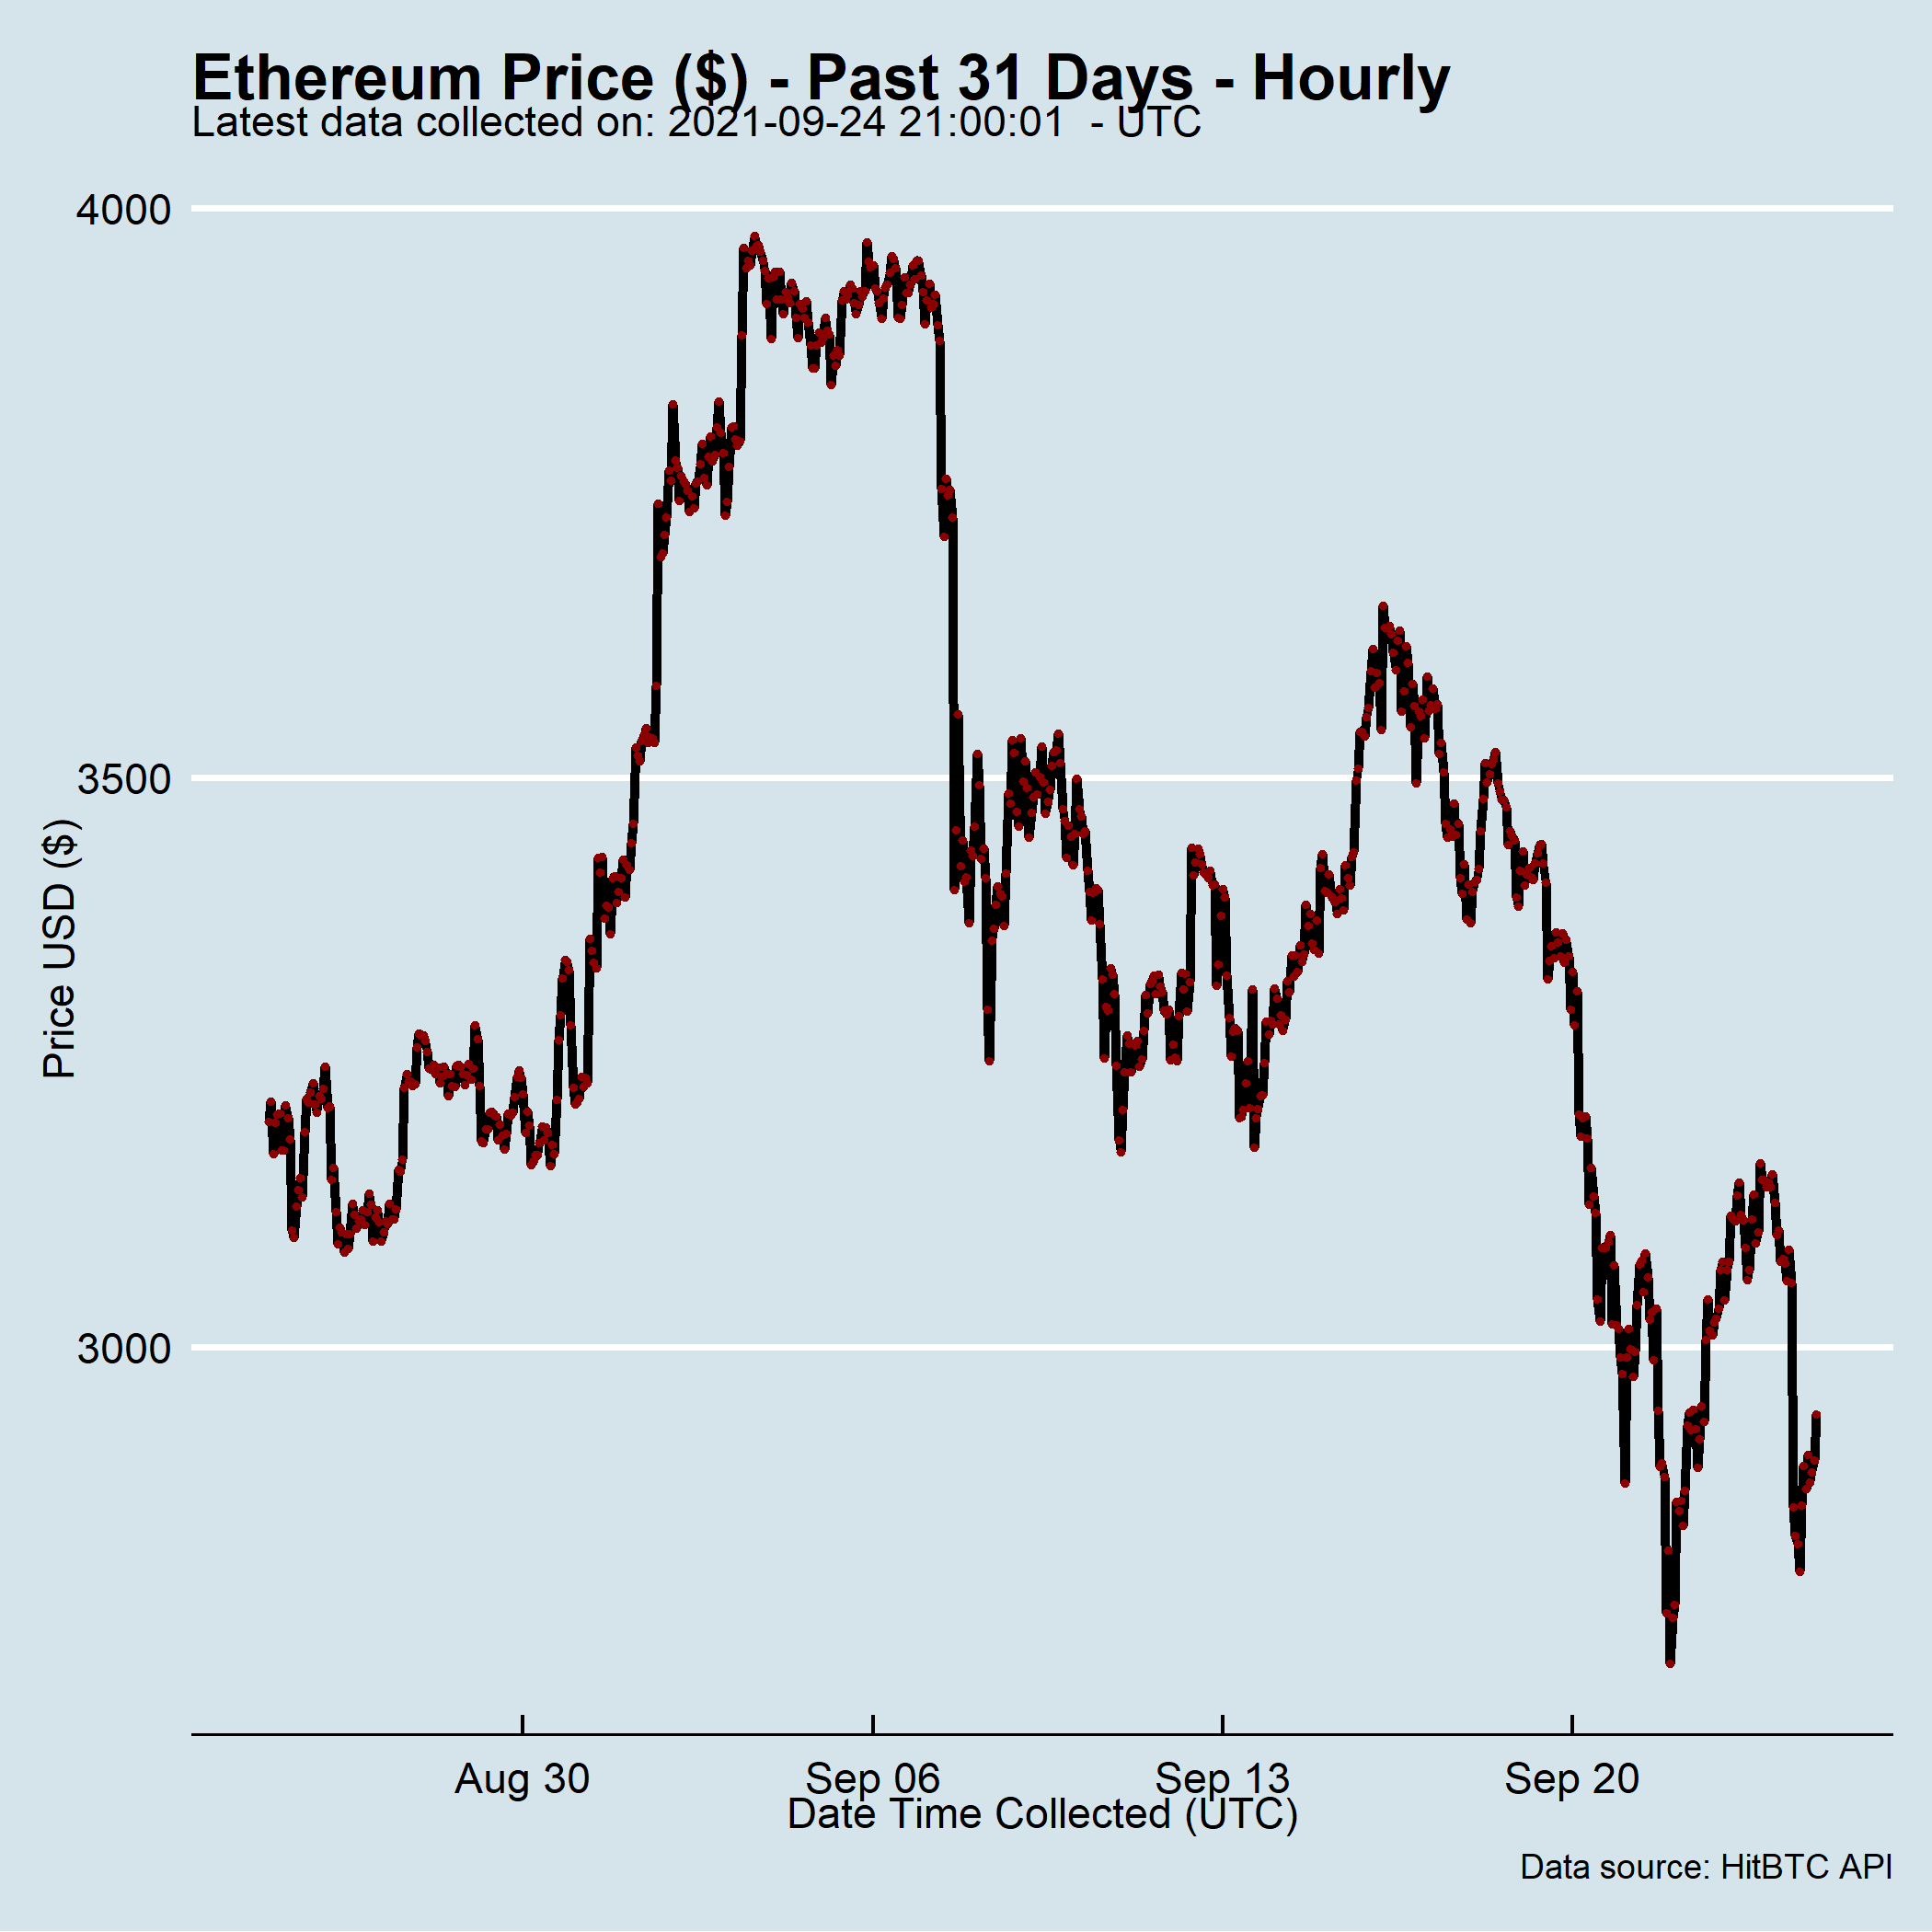 Ethereum Price ($) - Past 31 Days - Hourly
Latest data collected on: 2021-09-24 21:00:01  - UTC
4000
3500
3000
Price USD ($)
Aug 30
Sep 06
Sep 13
Sep 20
Date Time Collected (UTC)
Data source: HitBTC API